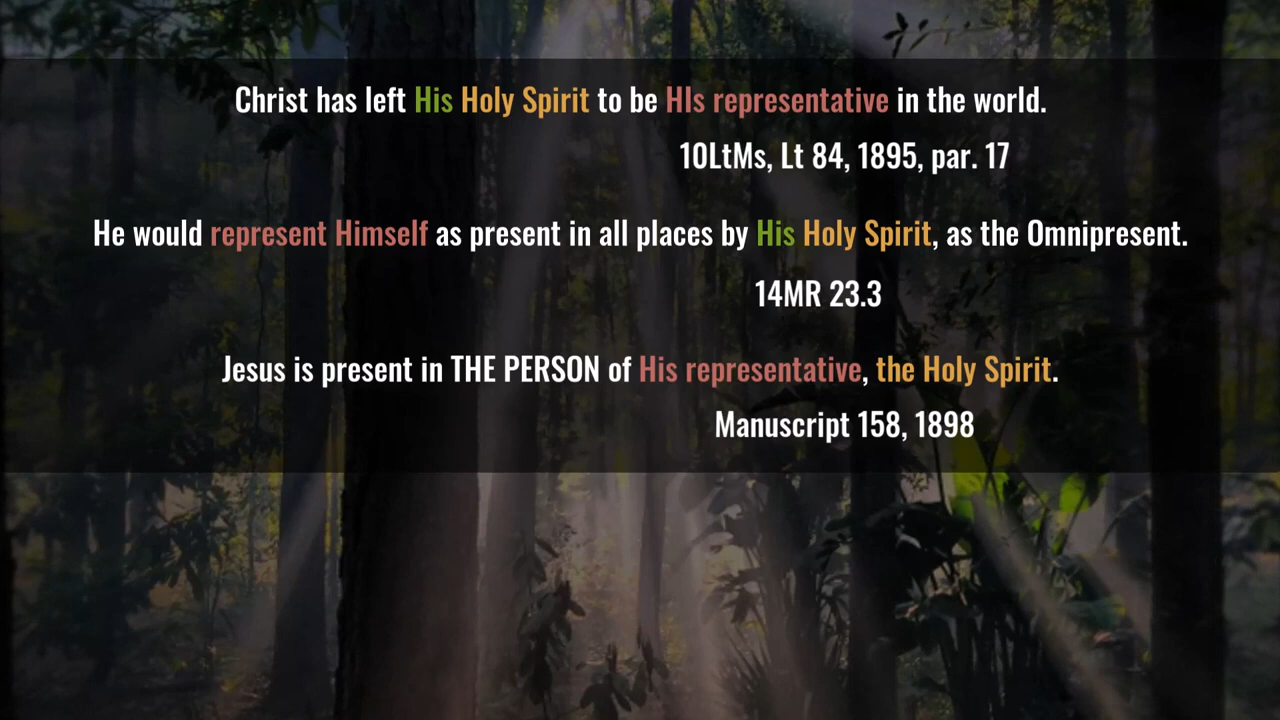 Christ has left His Holy Spirit to be HIs representative in the world.
10LtMs, Lt 84, 1895, par. 17
He would represent Himself as present in all places by His Holy Spirit, as the Omnipresent.
14MR 23.3
Jesus is present in THE PERSON of His representative, the Holy Spirit.
Manuscript 158, 1898